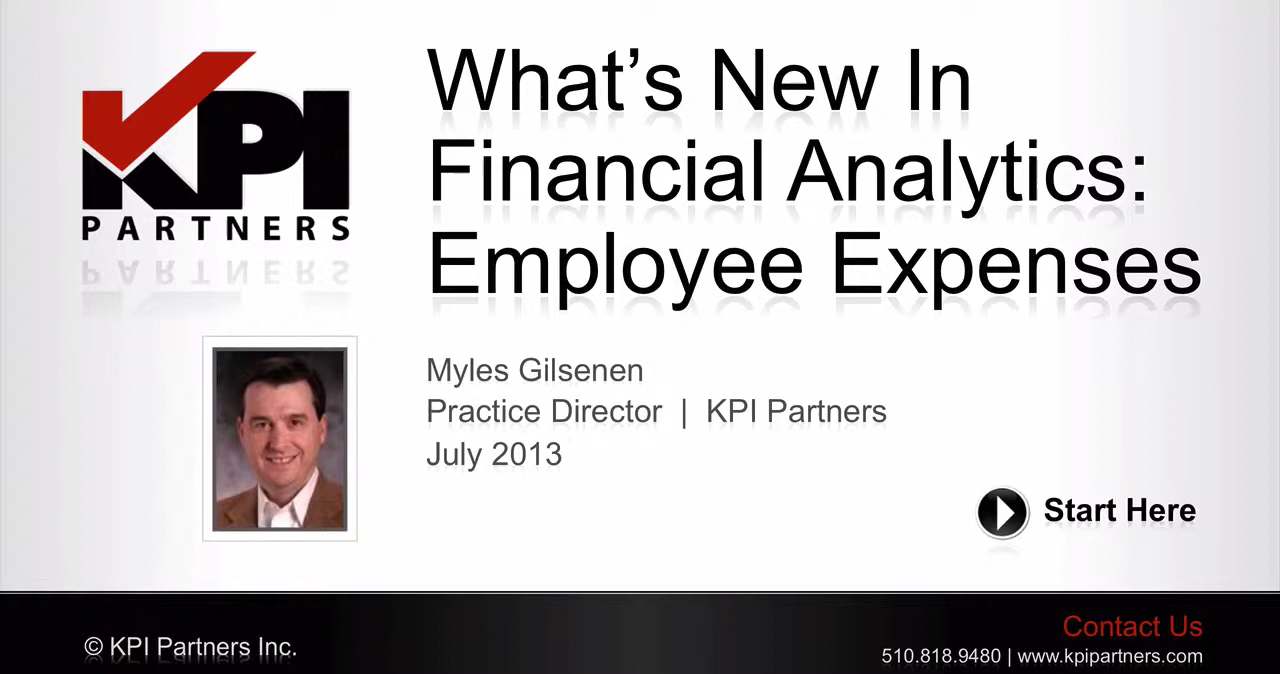 KPI
PARTNERS
What’s New In
Financial Analytics:
Employee Expenses
Myles Gilsenen
Practice Director | KPI Partners
July 2013
Start Here
© KPI Partners Inc.
Contact Us
510.818.9480 | www.kpipartners.com